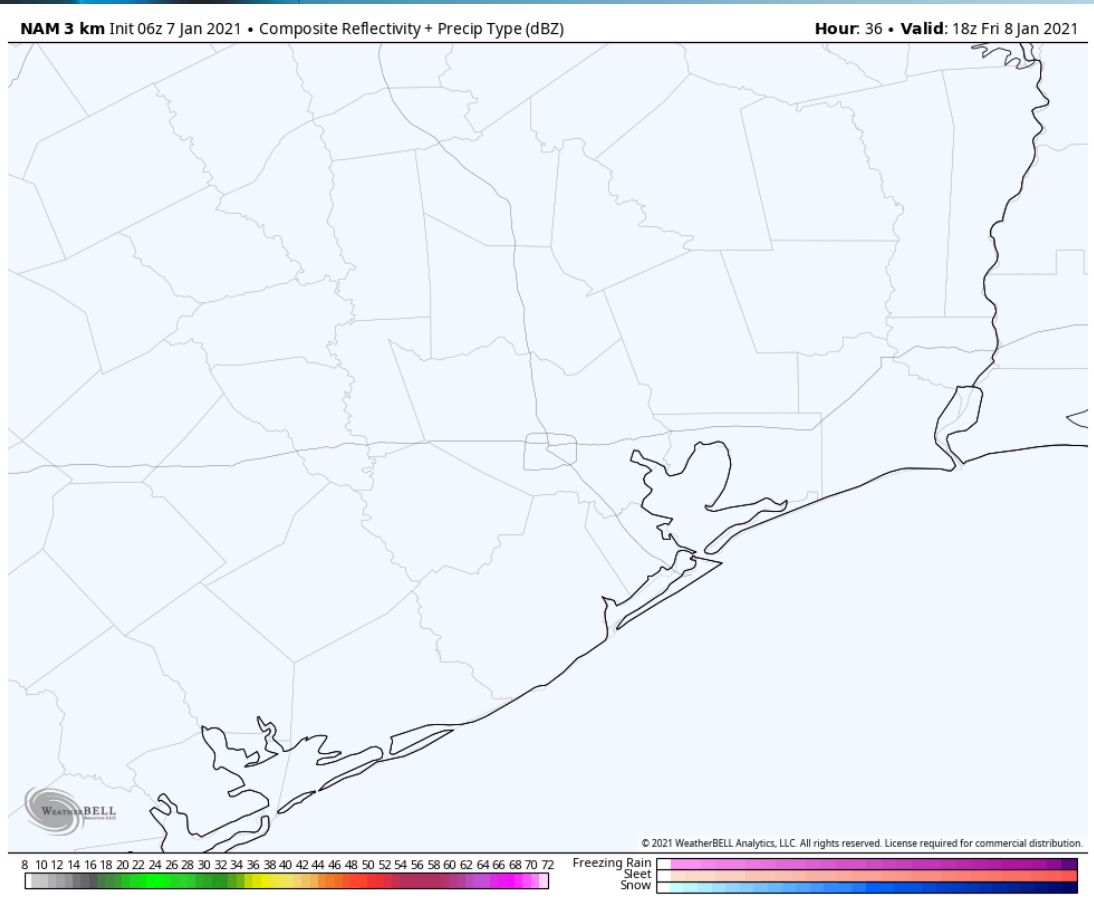 NAM 3 km Init 06z 7 Jan 2021 • Composite Reflectivity + Precip Type (dBZ)
Hour: 36 • Valid: 18z Fri 8 Jan 2021
WEATHERBELL
© 2021 WeatherBELL Analytics, LLC. All rights reserved. License required for commercial distribution.
8 10 12 14 16 18 20 22 24 26 28 30 32 34 36 38 40 42 44 46 48 50 52 54 56 58 60 62 64 66 68 70 72
Freezing Rain
Sleet
Snow